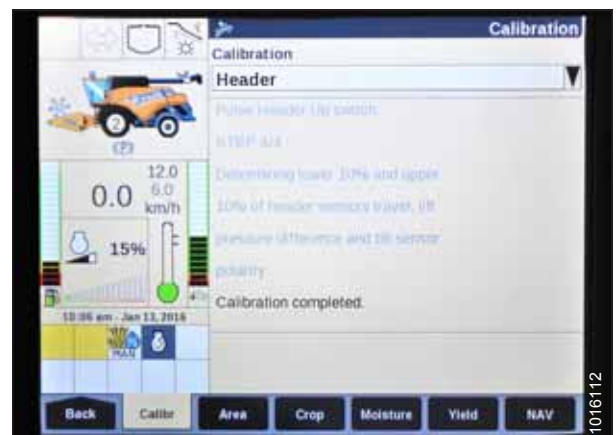 Calibration
Calibration
Header
Pulse Header Up switch.
STEP 4/4
Determining lower 10% and upper
10% of header sensors travel, lift
pressure difference and tilt sensor
polarity
Calibration completed.
2
(P)
12.0
6.0
0.0
km/h
15%
10:06 am - Jan 13, 2016
MAN
Back
Calibr
Area
Crop
Moisture
Yield
NAV
1016112